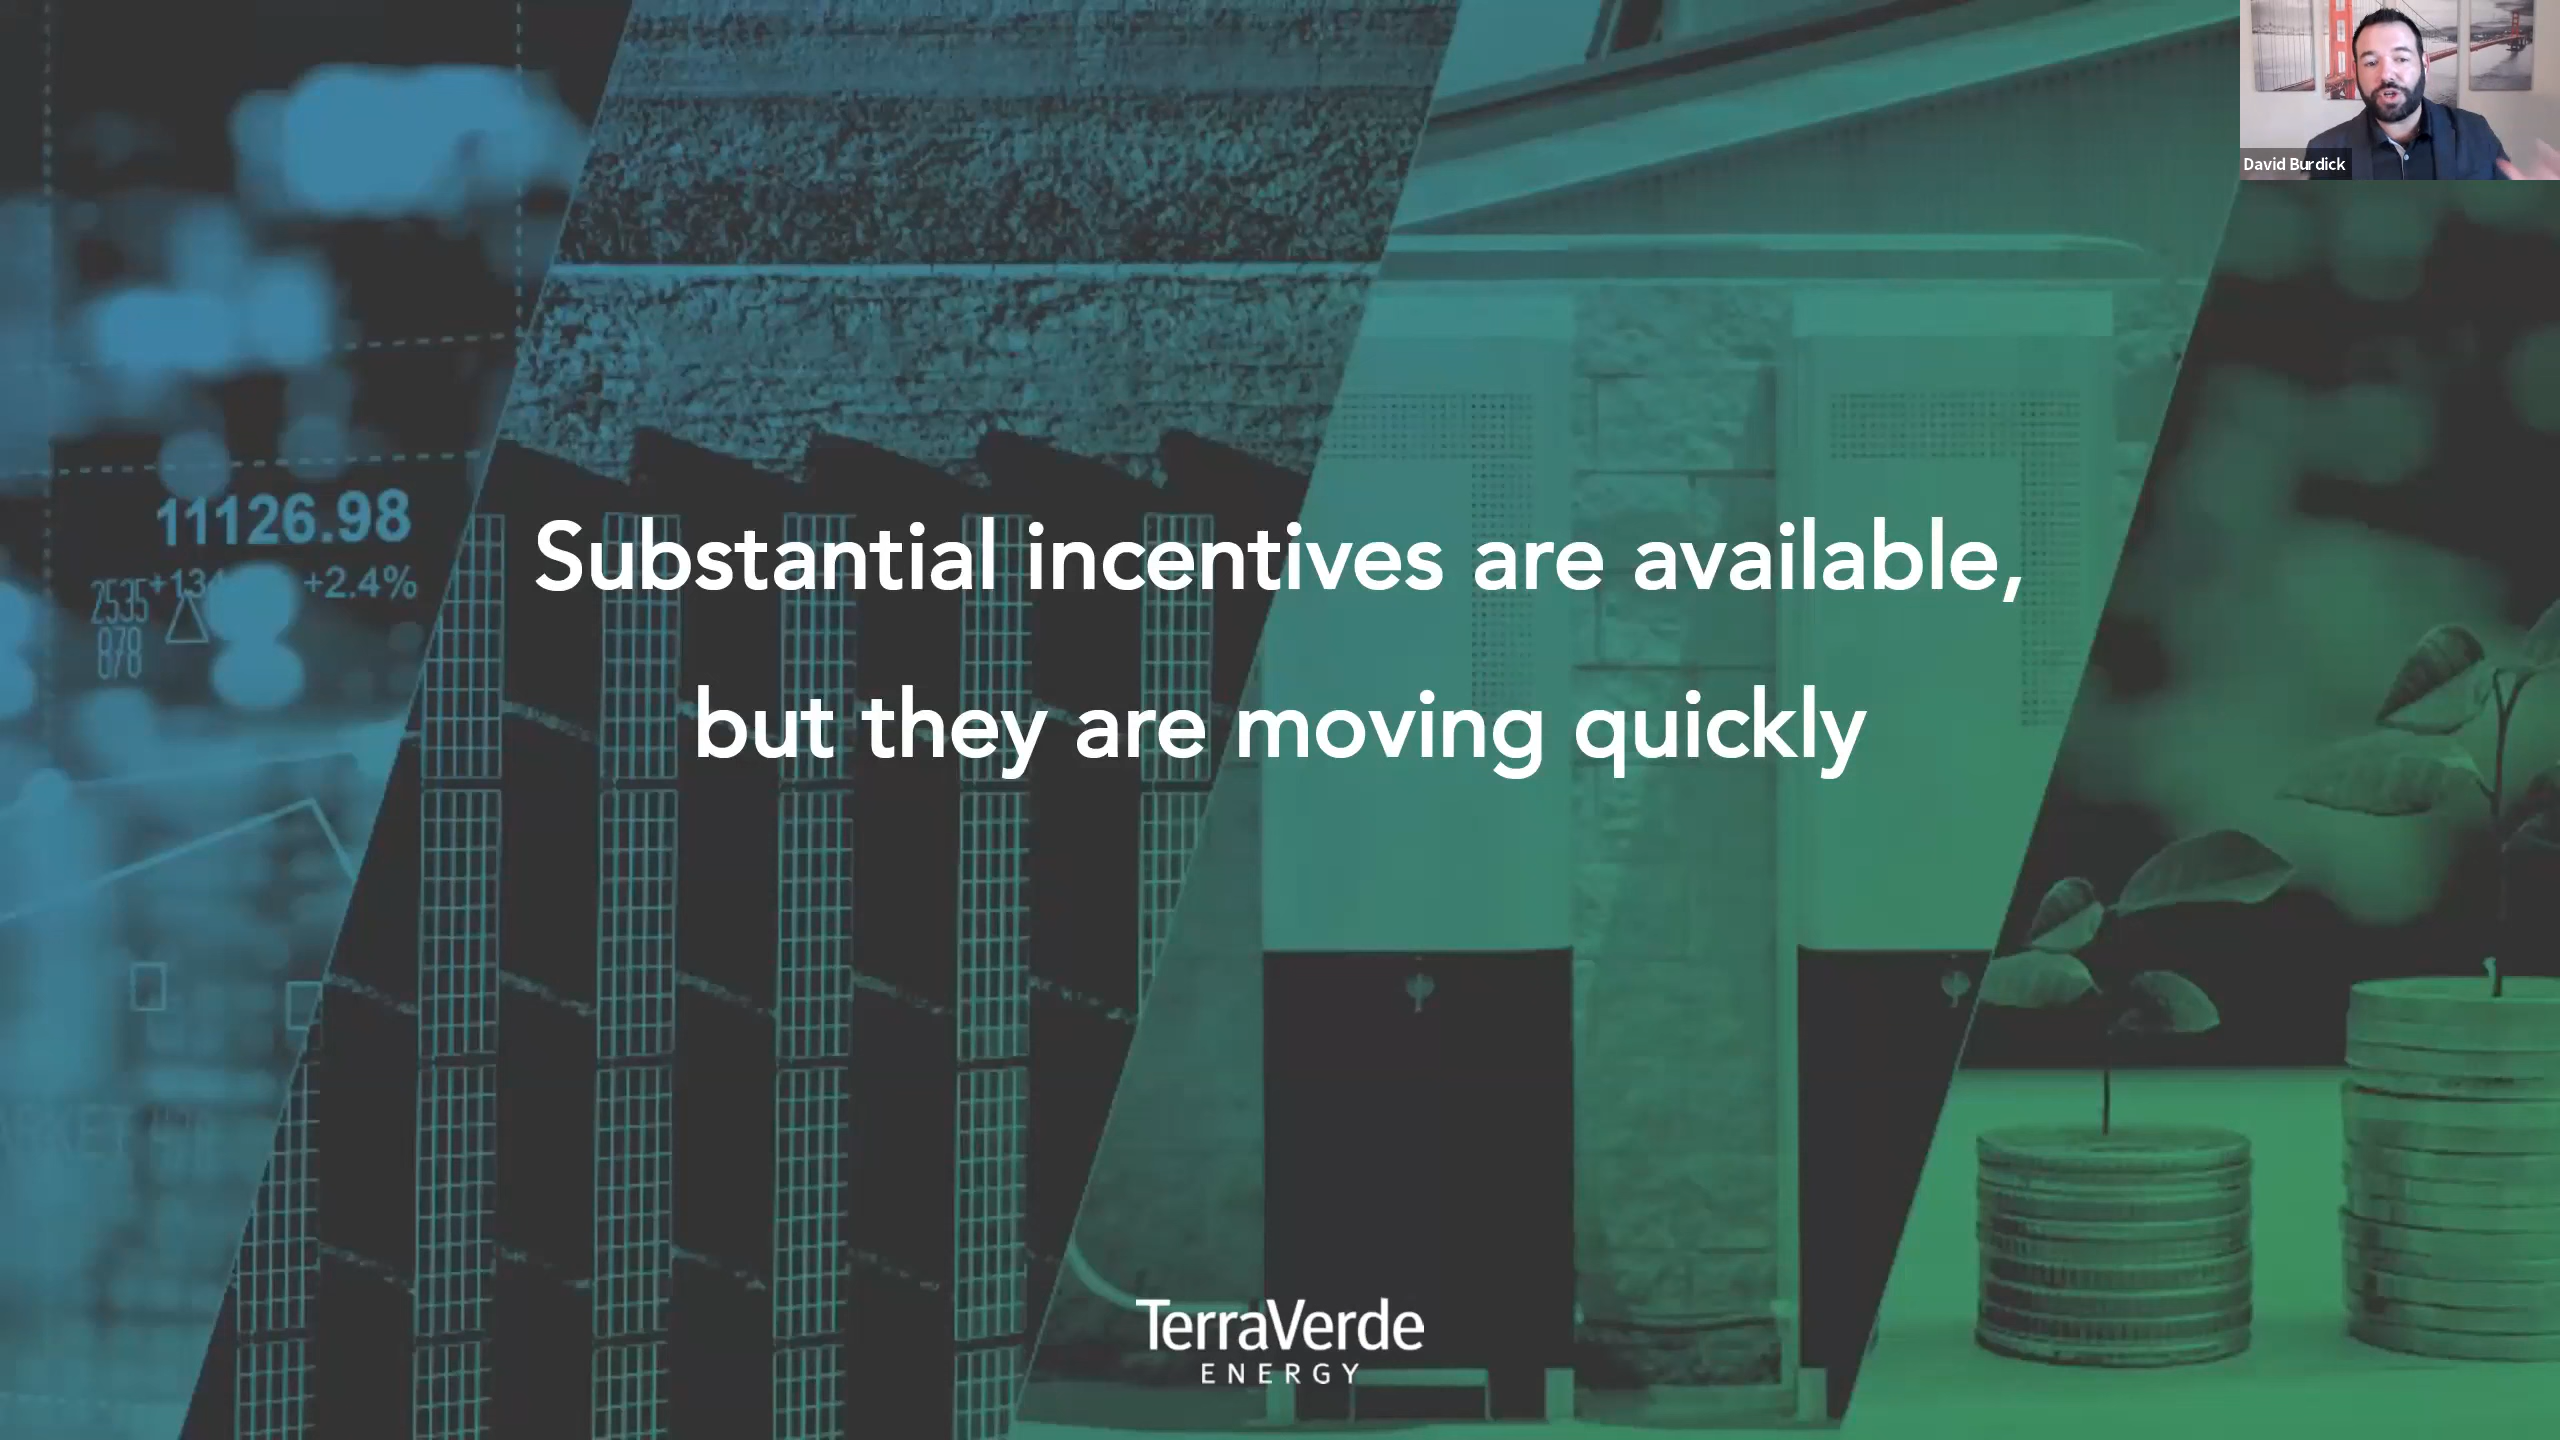 David Burdick
11126.98
+2.4%
2535
878
Substantial incentives are available,
but they are moving quickly
TerraVerde
ENERGY